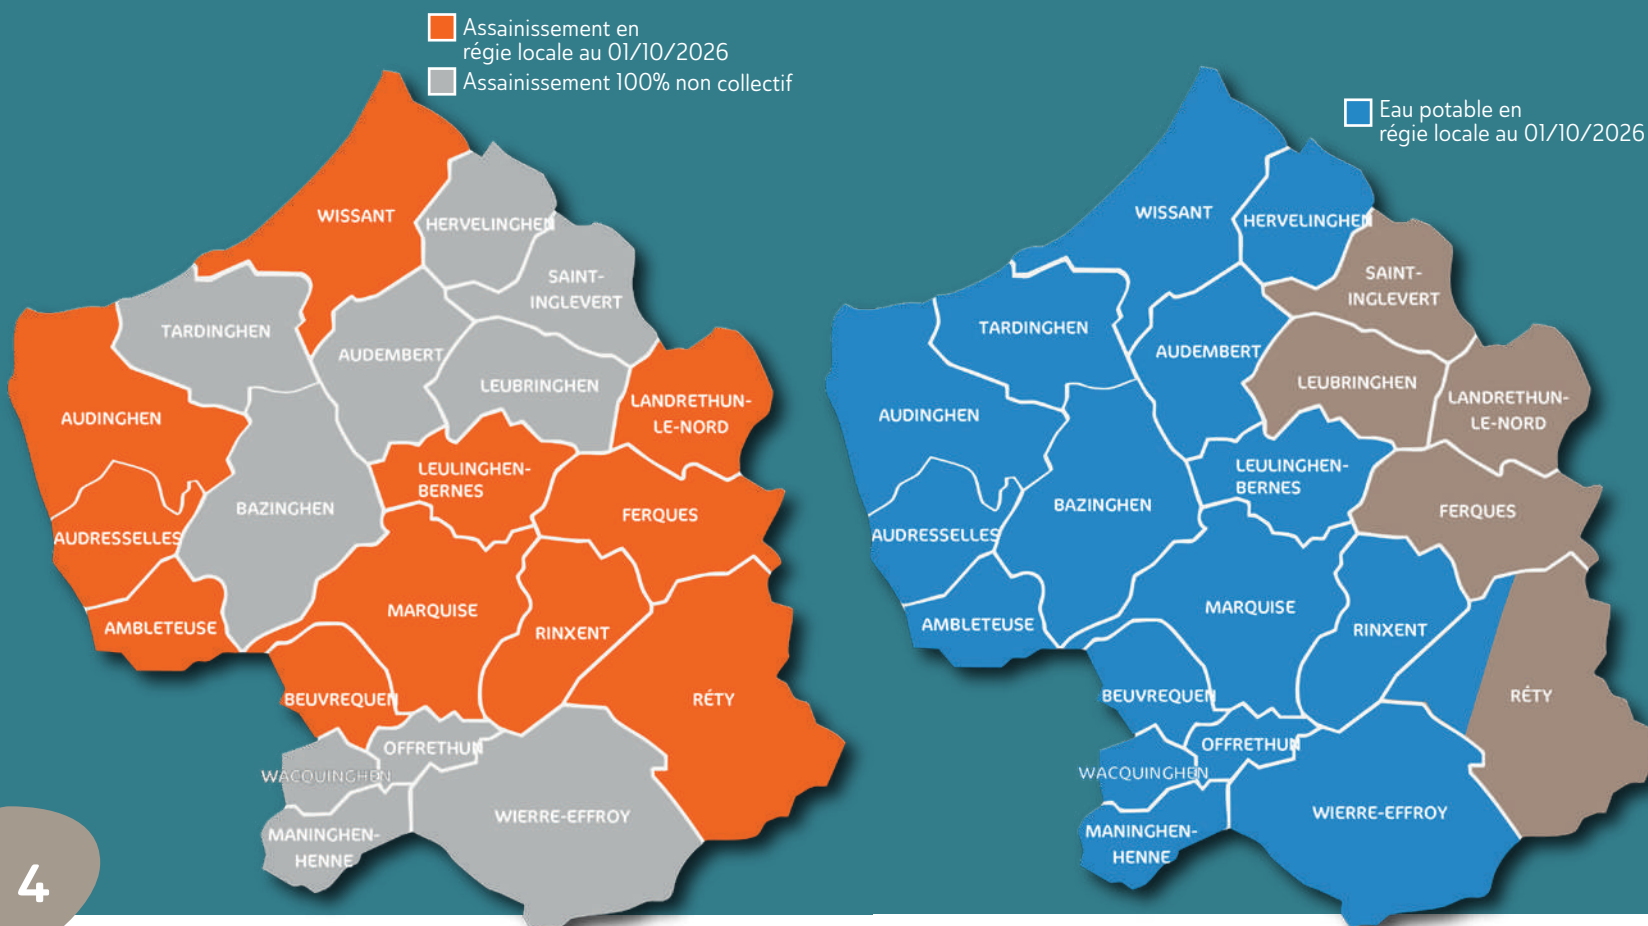 Assainissement en
régie locale au 01/10/2026
Assainissement 100% non collectif
WISSANT
HERVELINGHEN
SAINT-
INGLEVERT
TARDINGHEN
AUDEMBERT
LEUBRINGHEN
LANDRETHUN-
LE-NORD
AUDINGHEN
LEULINGHEN-
BERNES
BAZINGHEN
FERQUES
AUDRESSELLES
MARQUISE
AMBLETEUSE
RINXENT
BEUVREQUEN
RÉTY
OFFRETHUN
WACQUINGHEN
WIERRE-EFFROY
MANINGHEN-
HENNE
Eau potable en
régie locale au 01/10/2026
WISSANT
HERVELINGHEN
SAINT-
INGLEVERT
TARDINGHEN
AUDEMBERT
LEUBRINGHEN
LANDRETHUN-
LE-NORD
AUDINGHEN
LEULINGHEN-
BERNES
BAZINGHEN
FERQUES
AUDRESSELLES
MARQUISE
AMBLETEUSE
RINXENT
BEUVREQUEN
RÉTY
OFFRETHUN
WACQUINGHEN
WIERRE-EFFROY
MANINGHEN-
HENNE
4